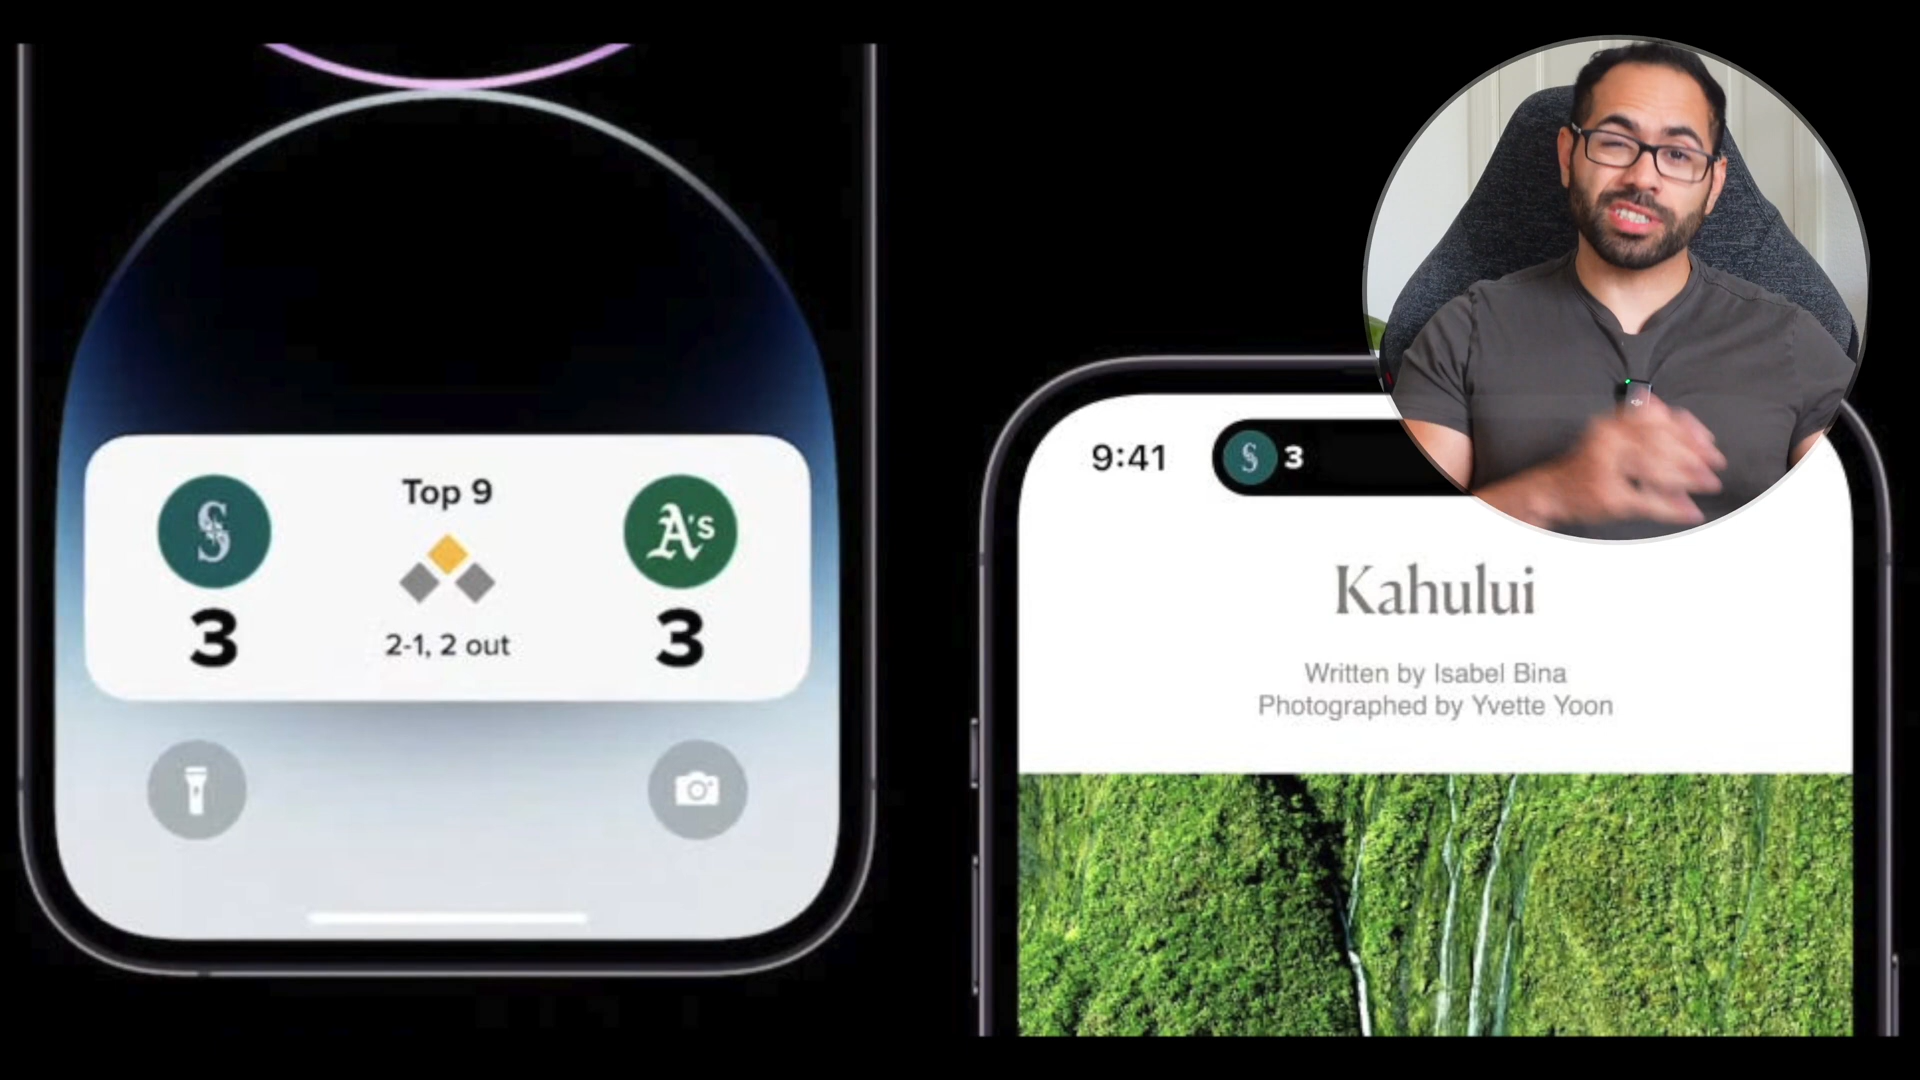 Top 9
S
A's
3
3
2-1, 2 out
9:41
S 3
Kahului
Written by Isabel Bina
Photographed by Yvette Yoon